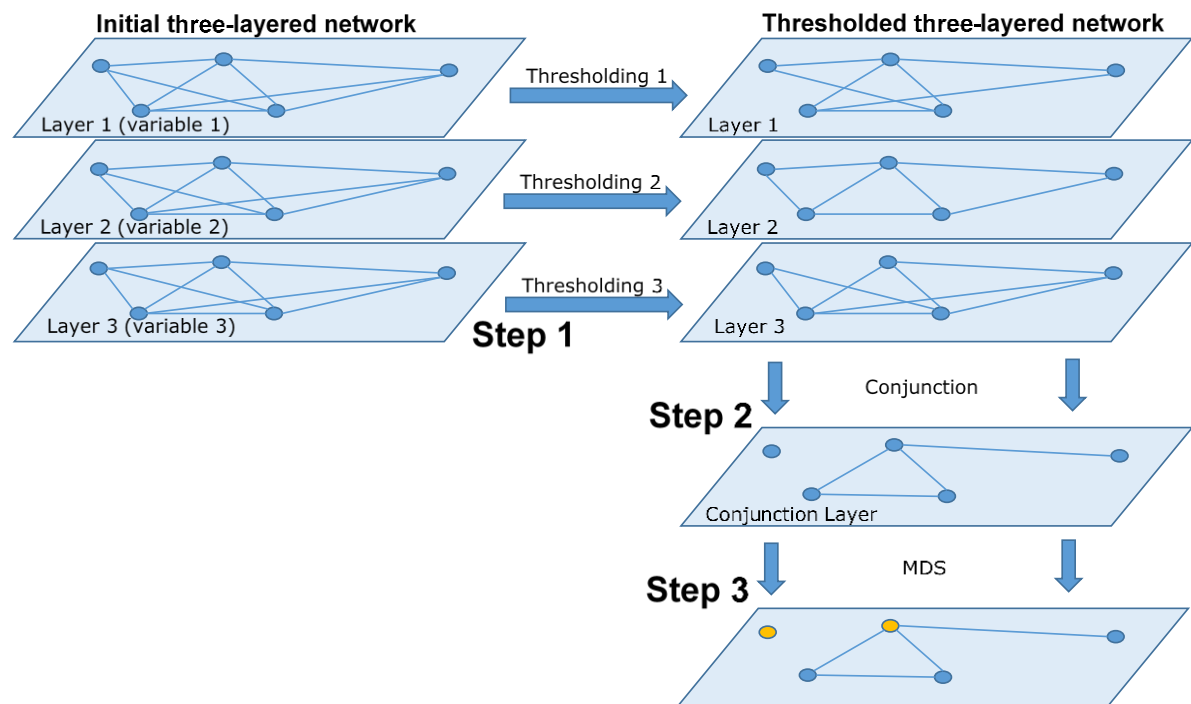 Initial three-layered network
Thresholded three-layered network
Thresholding 1
Layer 1 (variable 1)
Layer 1
Thresholding 2
Layer 2 (variable 2)
Layer 2
Thresholding 3
Layer 3 (variable 3)
Step 1
Layer 3
Conjunction
Step 2
Conjunction Layer
MDS
Step 3